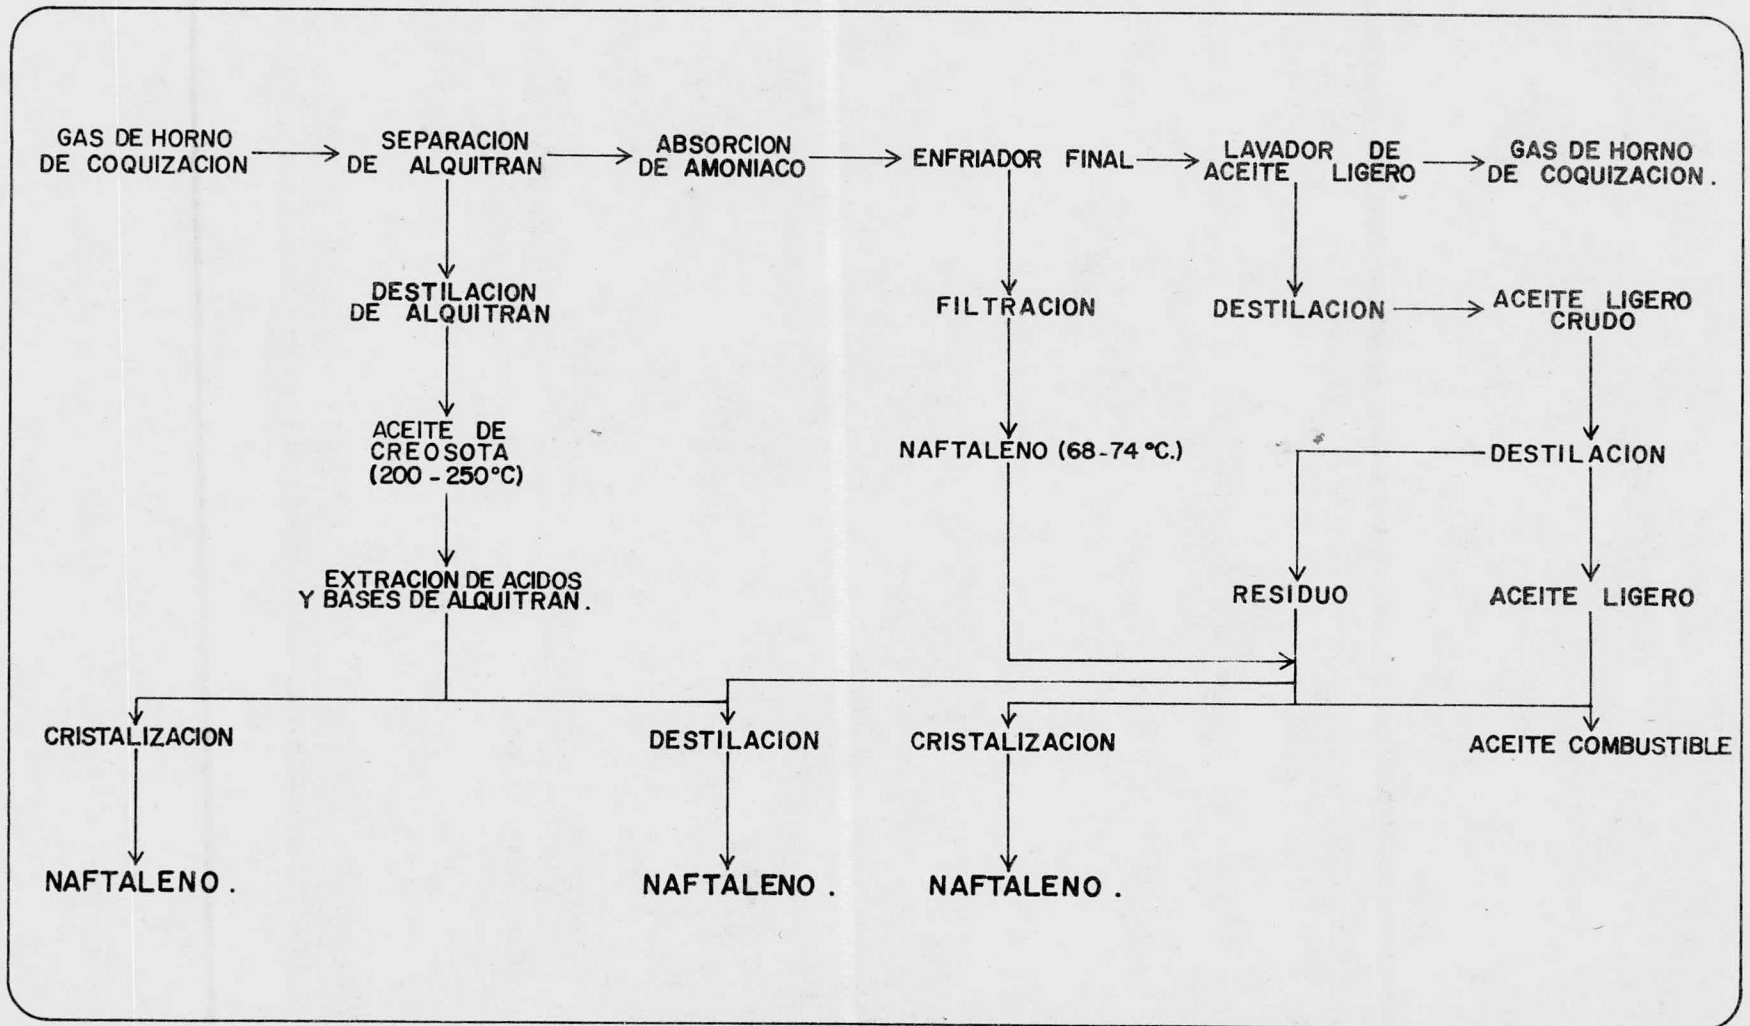 GAS DE HORNO
DE COQUIZACION
SEPARACION
DE ALQUITRAN
ABSORCION
DE AMONIACO
ENFRIADOR FINAL
LAVADOR DE
ACEITE LIGERO
GAS DE HORNO
DE COQUIZACION.
DESTILACION
DE ALQUITRAN
FILTRACION
DESTILACION
ACEITE LIGERO
CRUDO
ACEITE DE
CREOSOTA
(200-250°C)
NAFTALENO (68-74 °C.)
DESTILACION
EXTRACION DE ACIDOS
Y BASES DE ALQUITRAN.
RESIDUO
ACEITE LIGERO
CRISTALIZACION
DESTILACION
CRISTALIZACION
ACEITE COMBUSTIBLE
NAFTALENO.
NAFTALENO.
NAFTALENO.